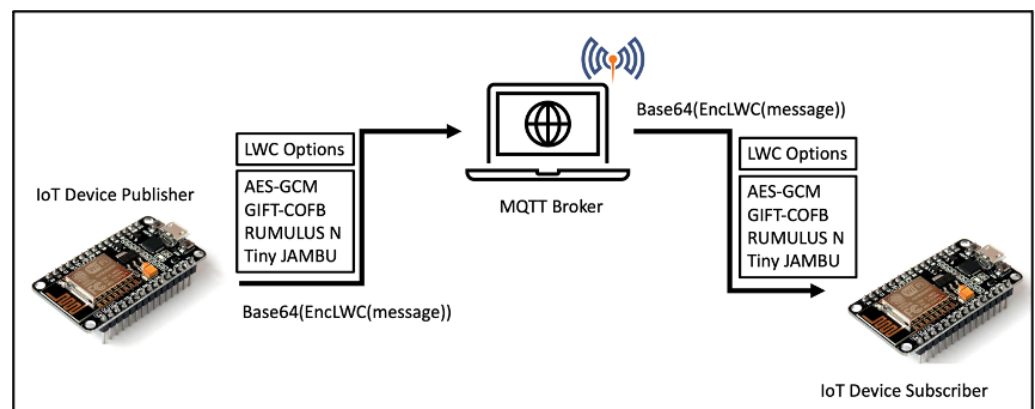 IoT Device Publisher
LWC Options
AES-GCM
GIFT-COFB
RUMULUS N
Tiny JAMBU
Base64(EncLWC(message))
MQTT Broker
Base64(EncLWC(message))
LWC Options
AES-GCM
GIFT-COFB
RUMULUS N
Tiny JAMBU
IoT Device Subscriber